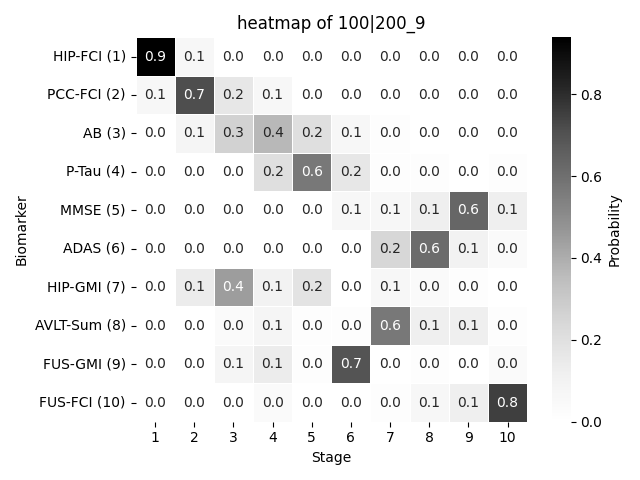 heatmap of 100|200_9
HIP-FCI (1) 0.9 0.1 0.0 0.0 0.0 0.0 0.0 0.0 0.0 0.0
PCC-FCI (2) 0.1 0.7 0.2 0.1 0.0 0.0 0.0 0.0 0.0 0.0
AB (3) 0.0 0.1 0.3 0.4 0.2 0.1 0.0 0.0 0.0 0.0
P-Tau (4) 0.0 0.0 0.0 0.2 0.6 0.2 0.0 0.0 0.0 0.0
MMSE (5) 0.0 0.0 0.0 0.0 0.0 0.1 0.1 0.1 0.6 0.1
ADAS (6) 0.0 0.0 0.0 0.0 0.0 0.0 0.2 0.6 0.1 0.0
HIP-GMI (7) 0.0 0.1 0.4 0.1 0.2 0.0 0.1 0.0 0.0 0.0
AVLT-Sum (8) 0.0 0.0 0.0 0.1 0.0 0.0 0.6 0.1 0.1 0.0
FUS-GMI (9) 0.0 0.0 0.1 0.1 0.0 0.7 0.0 0.0 0.0 0.0
FUS-FCI (10) 0.0 0.0 0.0 0.0 0.0 0.0 0.0 0.1 0.1 0.8
1 2 3 4 5 6 7 8 9 10
Stage
Biomarker
0.8
0.6
0.4
0.2
0.0
Probability